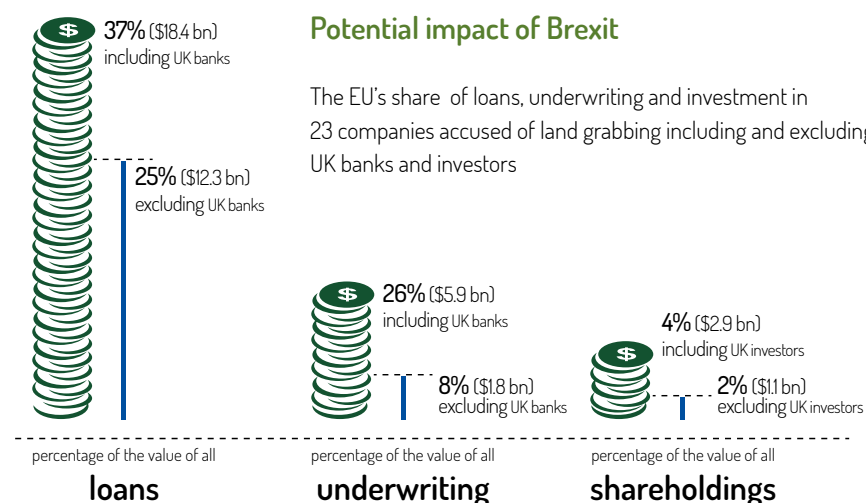 Potential impact of Brexit
The EU's share of loans, underwriting and investment in
23 companies accused of land grabbing including and excluding
UK banks and investors
$
37% ($18.4 bn)
including UK banks
25% ($12.3 bn)
excluding UK banks
percentage of the value of all
loans
$
26% ($5.9 bn)
including UK banks
8% ($1.8 bn)
excluding UK banks
percentage of the value of all
underwriting
$
4% ($2.9 bn)
including UK investors
2% ($1.1 bn)
excluding UK investors
percentage of the value of all
shareholdings